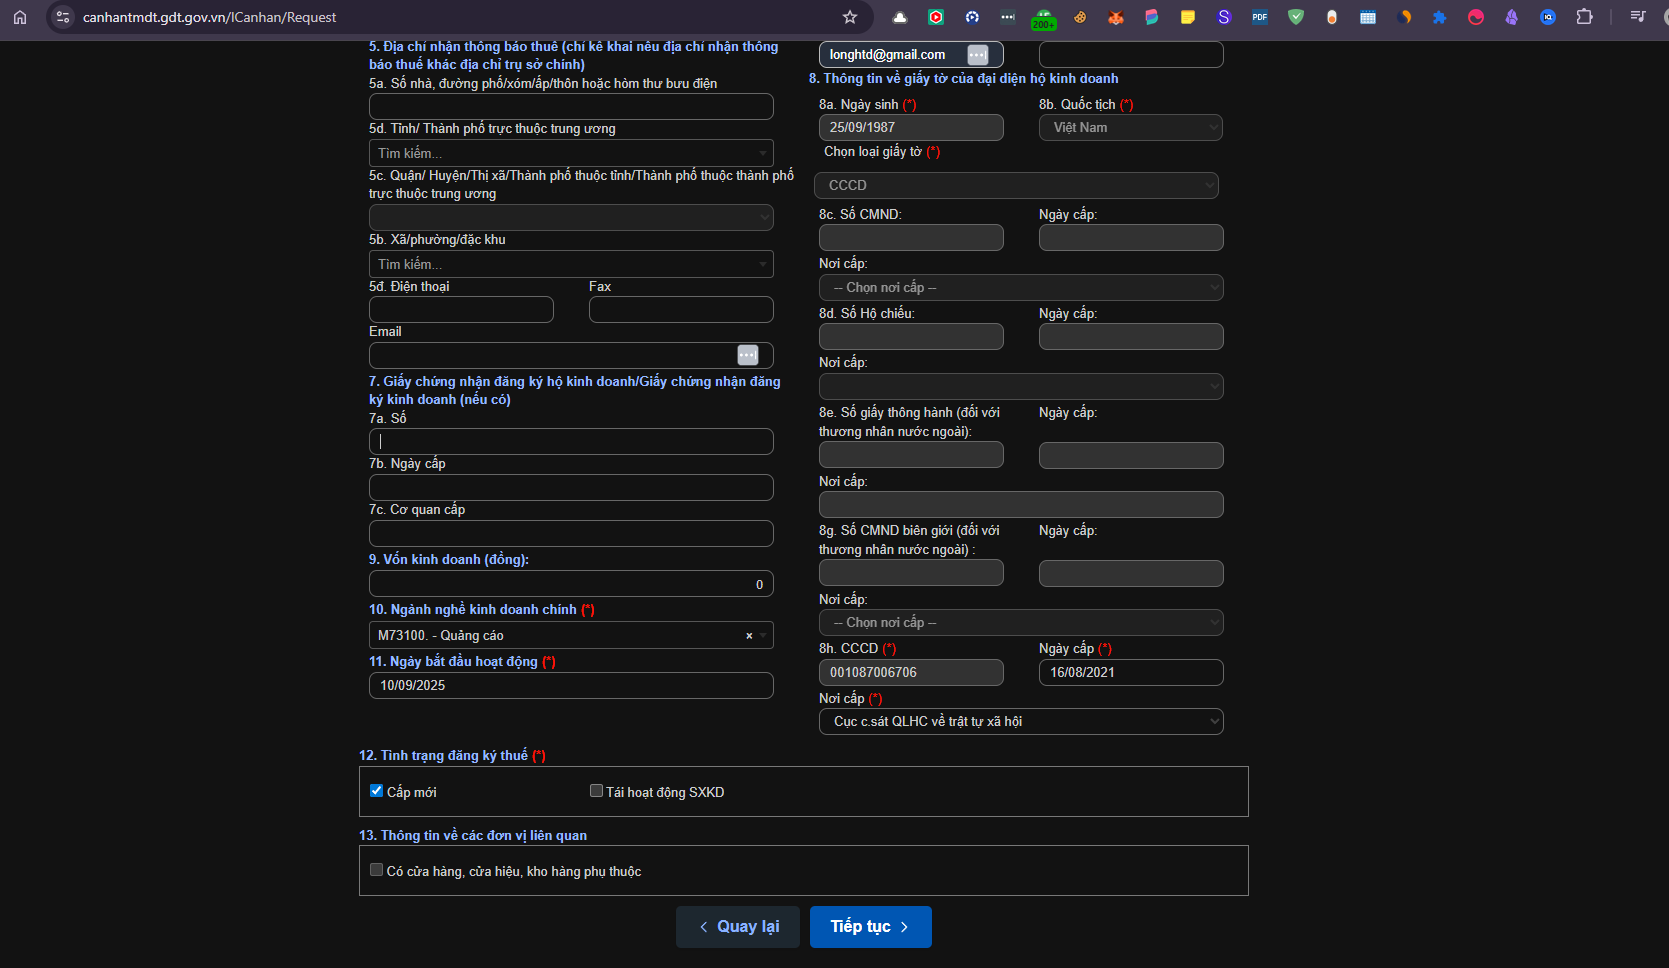 canhantmdt.gdt.gov.vn/ICanhan/Request
200+
PDF
S
5. Địa chỉ nhận thông báo thuế (chỉ kê khai nếu địa chỉ nhận thông
báo thuế khác địa chỉ trụ sở chính)
5a. Số nhà, đường phố/xóm/ấp/thôn hoặc hòm thư bưu điện
5d. Tỉnh/ Thành phố trực thuộc trung ương
Tìm kiếm...
5c. Quận/ Huyện/Thị xã/Thành phố thuộc tỉnh/Thành phố thuộc thành phố
trực thuộc trung ương
5b. Xã/phường/đặc khu
Tìm kiếm...
5đ. Điện thoại
Fax
Email
7. Giấy chứng nhận đăng ký hộ kinh doanh/Giấy chứng nhận đăng
ký kinh doanh (nếu có)
7a. Số
7b. Ngày cấp
7c. Cơ quan cấp
9. Vốn kinh doanh (đồng):
0
10. Ngành nghề kinh doanh chính (*)
M73100. - Quảng cáo ×
11. Ngày bắt đầu hoạt động (*)
10/09/2025
longhtd@gmail.com
8. Thông tin về giấy tờ của đại diện hộ kinh doanh
8a. Ngày sinh (*)
8b. Quốc tịch (*)
25/09/1987
Việt Nam
Chọn loại giấy tờ (*)
CCCD
8c. Số CMND:
Ngày cấp:
Nơi cấp:
-- Chọn nơi cấp --
8d. Số Hộ chiếu:
Ngày cấp:
Nơi cấp:
8e. Số giấy thông hành (đối với
thương nhân nước ngoài):
Ngày cấp:
Nơi cấp:
8g. Số CMND biên giới (đối với
thương nhân nước ngoài) :
Ngày cấp:
Nơi cấp:
-- Chọn nơi cấp --
8h. CCCD (*)
Ngày cấp (*)
001087006706
16/08/2021
Nơi cấp (*)
Cục c.sát QLHC về trật tự xã hội
12. Tình trạng đăng ký thuế (*)
Cấp mới
Tái hoạt động SXKD
13. Thông tin về các đơn vị liên quan
Có cửa hàng, cửa hiệu, kho hàng phụ thuộc
Quay lại
Tiếp tục